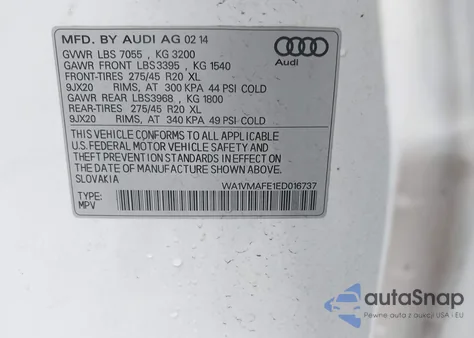 MFD. BY AUDI AG 02 14
GVWR LBS 7055 , KG 3200
GAWR FRONT LBS3395 , KG 1540
FRONT-TIRES 275/45 R20 XL
9JX20 RIMS, AT 300 KPA 44 PSI COLD
GAWR REAR LBS3968 , KG 1800
REAR-TIRES 275/45 R20 XL
9JX20 RIMS, AT 340 KPA 49 PSI COLD
Audi
THIS VEHICLE CONFORMS TO ALL APPLICABLE
U.S. FEDERAL MOTOR VEHICLE SAFETY AND
THEFT PREVENTION STANDARDS IN EFFECT ON
THE DATE OF MANUFACTURE SHOWN ABOVE.
SLOVAKIA
WA1VMAFE1ED016737
TYPE:
MPV
autoSnap
Pewne auto z aukcji USA i EU